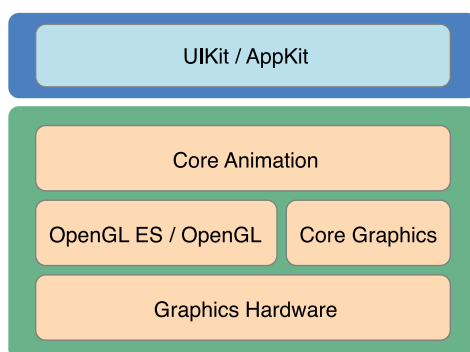 UIKit / AppKit
Core Animation
OpenGL ES / OpenGL
Core Graphics
Graphics Hardware